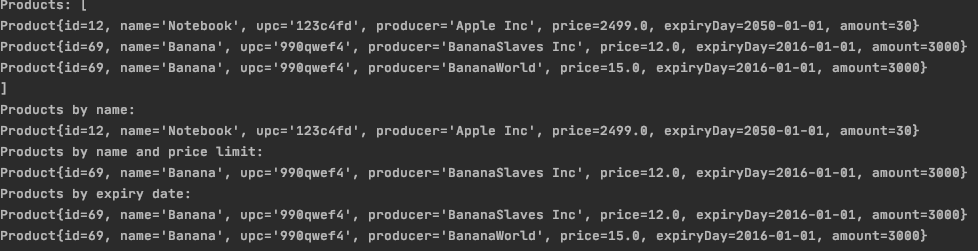 Products: [
Product{id=12, name='Notebook', upc='123c4fd', producer='Apple Inc', price=2499.0, expiryDay=2050-01-01, amount=30}
Product{id=69, name='Banana', upc='990qwef4', producer='BananaSlaves Inc', price=12.0, expiryDay=2016-01-01, amount=3000}
Product{id=69, name='Banana', upc='990qwef4', producer='BananaWorld', price=15.0, expiryDay=2016-01-01, amount=3000}
]
Products by name:
Product{id=12, name='Notebook', upc='123c4fd', producer='Apple Inc', price=2499.0, expiryDay=2050-01-01, amount=30}
Products by name and price limit:
Product{id=69, name='Banana', upc='990qwef4', producer='BananaSlaves Inc', price=12.0, expiryDay=2016-01-01, amount=3000}
Products by expiry date:
Product{id=69, name='Banana', upc='990qwef4', producer='BananaSlaves Inc', price=12.0, expiryDay=2016-01-01, amount=3000}
Product{id=69, name='Banana', upc='990qwef4', producer='BananaWorld', price=15.0, expiryDay=2016-01-01, amount=3000}